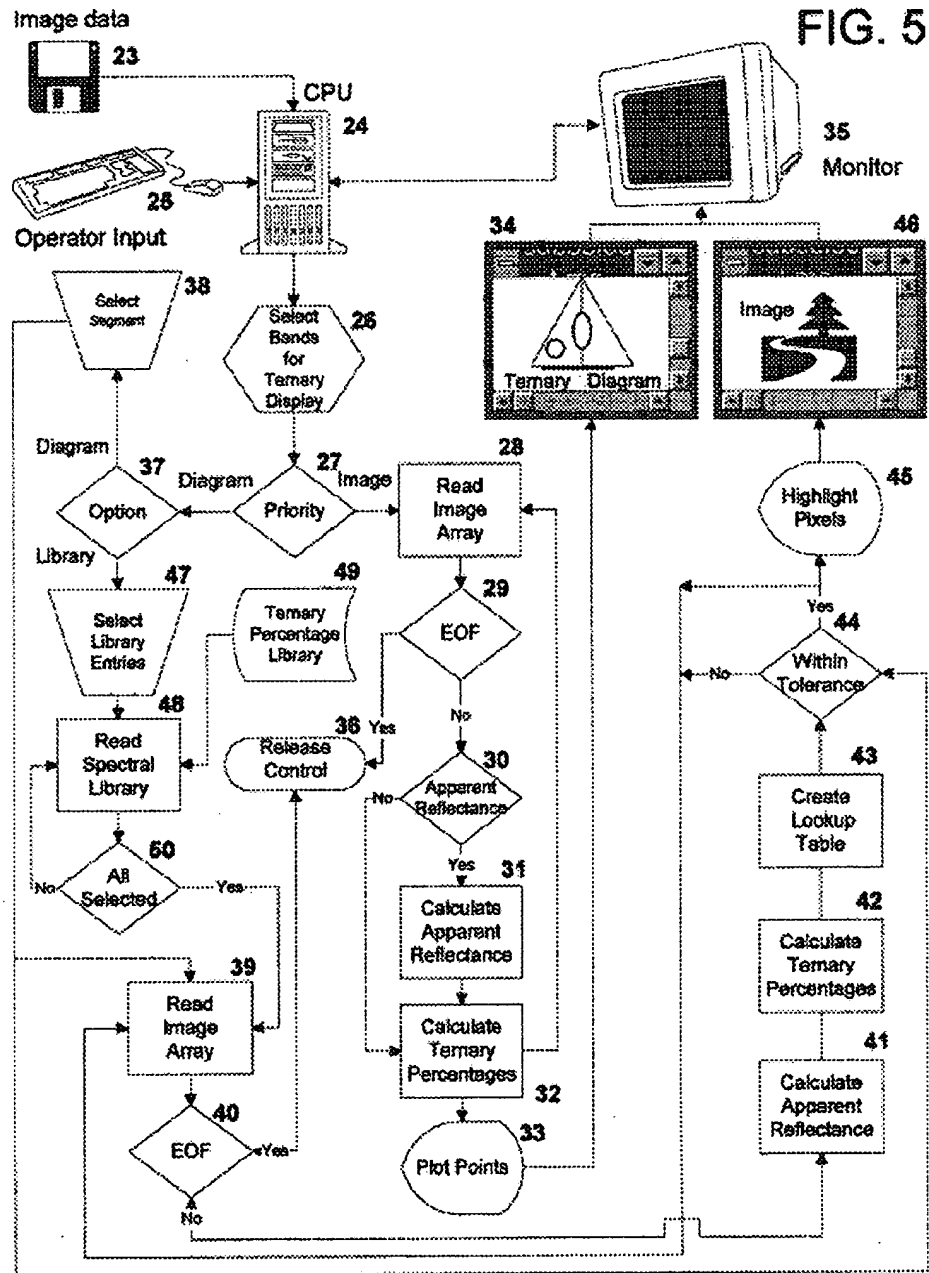 Image data
23
FIG. 5
CPU
24
35
Monitor
25
Operator Input
34
46
38
Select
Segment
26
Select
Bands
for
Ternary
Display
Image
Ternary Diagram
Diagram
37
Option
Diagram
27
Priority
Image
28
Read
Image
Array
45
Highlight
Pixels
Library
47
Select
Library
Entries
49
Ternary
Percentage
Library
29
EOF
Yes
44
Within
Tolerance
No
48
Read
Spectral
Library
36
Release
Control
Yes
No
30
Apparent
Reflectance
No
43
Create
Lookup
Table
50
All
Selected
No
Yes
Yes
31
Calculate
Apparent
Reflectance
42
Calculate
Ternary
Percentages
39
Read
Image
Array
Calculate
Ternary
Percentages
32
41
Calculate
Apparent
Reflectance
40
EOF
Yes
No
33
Plot Points